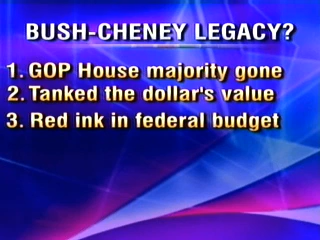 BUSH-CHENEY LEGACY?
1. GOP House majority gone
2. Tanked the dollar's value
3. Red ink in federal budget